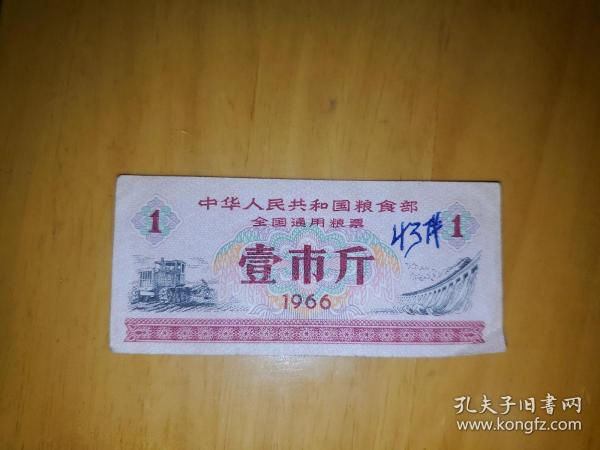 中华人民共和国粮食部
全国通用粮票
1 1
壹市斤
1966
孔夫子旧书网
www.kongfz.com